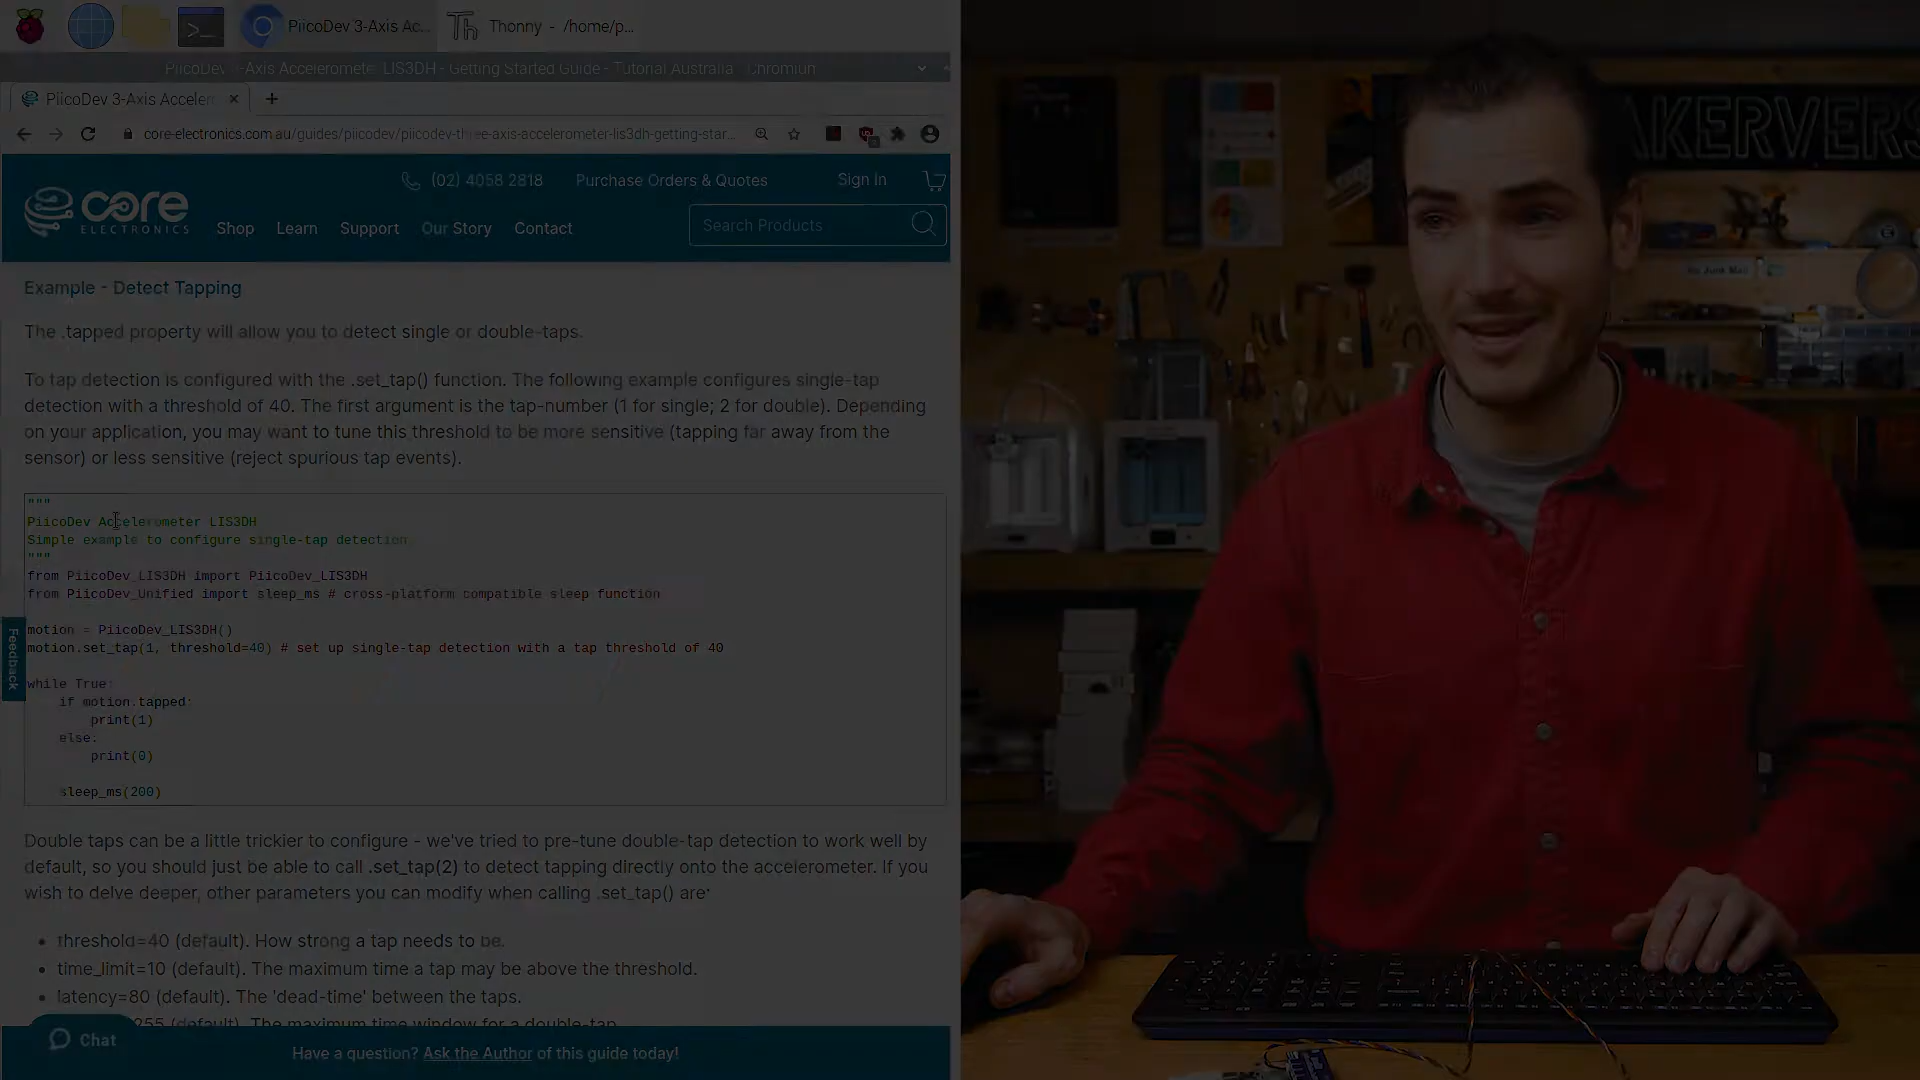 PiicoDev 3-Axis Ac...
Thonny - /home/p...
PiicoDev 3-Axis Accelerometer LIS3DH - Getting Started Guide - Tutorial Australia - Chromium
PiicoDev 3-Axis Acceler
core-electronics.com.au/guides/piicodev/piicodev-three-axis-accelerometer-lis3dh-getting-star...
(02) 4058 2818
Purchase Orders & Quotes
Sign In
core
ELECTRONICS
Shop
Learn
Support
Our Story
Contact
Search Products
Example - Detect Tapping
The .tapped property will allow you to detect single or double-taps.
To tap detection is configured with the .set_tap() function. The following example configures single-tap
detection with a threshold of 40. The first argument is the tap-number (1 for single; 2 for double). Depending
on your application, you may want to tune this threshold to be more sensitive (tapping far away from the
sensor) or less sensitive (reject spurious tap events).
"""
PiicoDev Accelerometer LIS3DH
Simple example to configure single-tap detection
"""
from PiicoDev_LIS3DH import PiicoDev_LIS3DH
from PiicoDev_Unified import sleep_ms # cross-platform compatible sleep function
motion = PiicoDev_LIS3DH()
motion.set_tap(1, threshold=40) # set up single-tap detection with a tap threshold of 40
while True:
if motion.tapped:
print(1)
else:
print(0)
sleep_ms(200)
Feedback
Double taps can be a little trickier to configure - we've tried to pre-tune double-tap detection to work well by
default, so you should just be able to call .set_tap(2) to detect tapping directly onto the accelerometer. If you
wish to delve deeper, other parameters you can modify when calling .set_tap() are:
• threshold=40 (default). How strong a tap needs to be.
• time_limit=10 (default). The maximum time a tap may be above the threshold.
• latency=80 (default). The 'dead-time' between the taps.
255 (default). The maximum time window for a double-tap
Chat
Have a question? Ask the Author of this guide today!
AKERVERS
No Junk Mail